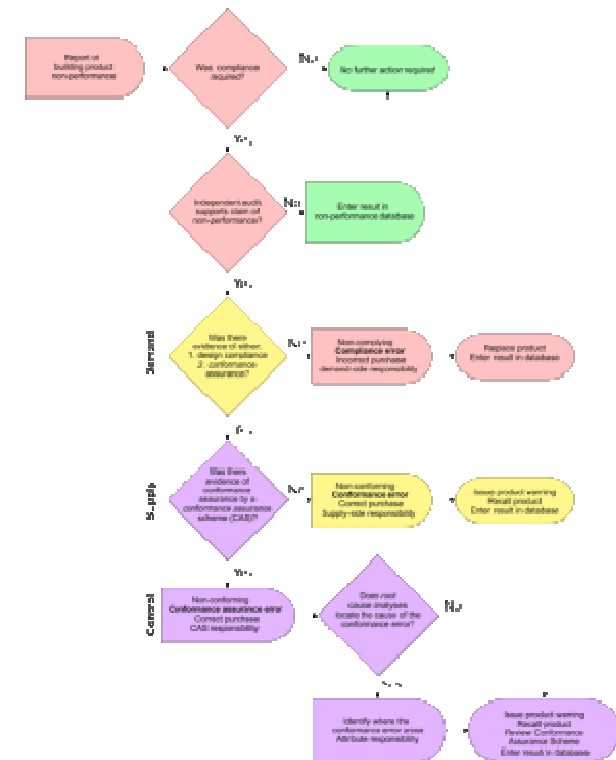 Report of
building product
non-performance
Was compliance
required?
No
No further action required
Yes
Independent audit
supports claim of
non-performance?
No
Enter result in
non-performance database
Yes
Demand
Was there
evidence of either:
1. design compliance
2. conformance
assurance?
No
Non-complying
Compliance error
Incorrect purchase
demand-side responsibility
Replace product
Enter result in database
Yes
Supply
Was there
evidence of
conformance
assurance by a
conformance assurance
scheme (CAS)?
No
Non-conforming
Conformance error
Correct purchase
Supply-side responsibility
Issue product warning
Recall product
Enter result in database
Yes
Control
Non-conforming
Conformance assurance error
Correct purchase
CAS responsibility
Does root
cause analyses
locate the cause of the
conformance error?
No
Yes
Identify where the
conformance error arose
Attribute responsibility
Issue product warning
Recall product
Review Conformance
Assurance Scheme
Enter result in database